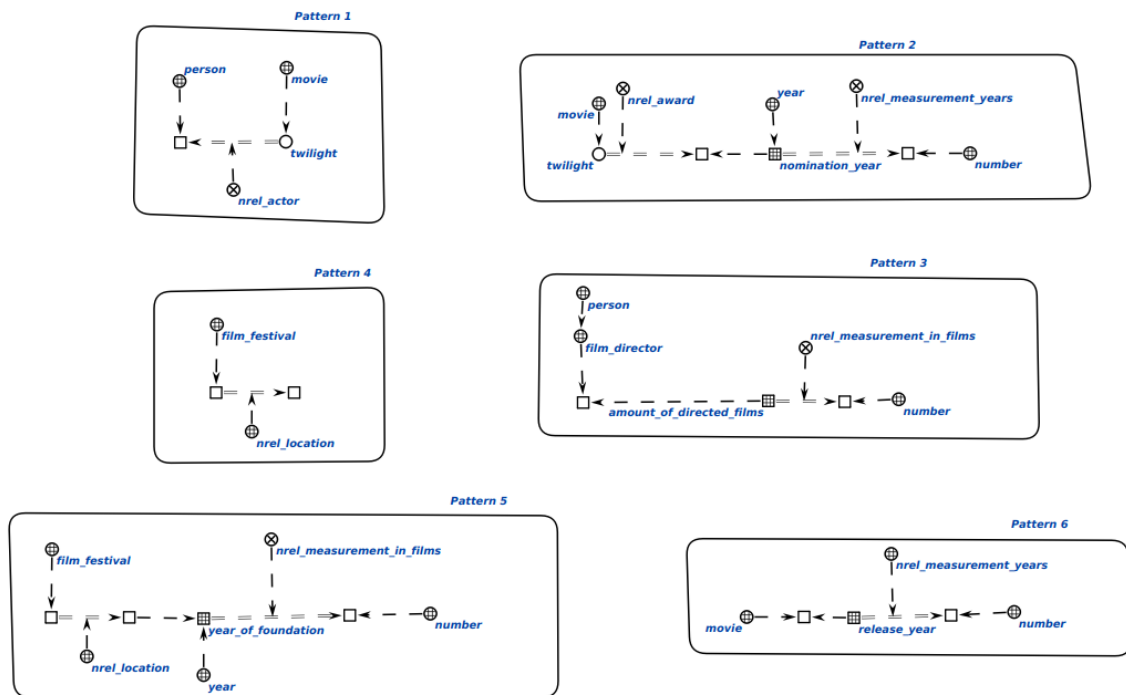 Pattern 1
person
movie
twilight
nrel_actor
Pattern 2
movie
nrel_award
year
nrel_measurement_years
twilight
nomination_year
number
Pattern 4
film_festival
nrel_location
Pattern 3
person
film_director
nrel_measurement_in_films
amount_of_directed_films
number
Pattern 5
film_festival
nrel_measurement_in_films
year_of_foundation
number
nrel_location
year
Pattern 6
nrel_measurement_years
movie
release_year
number